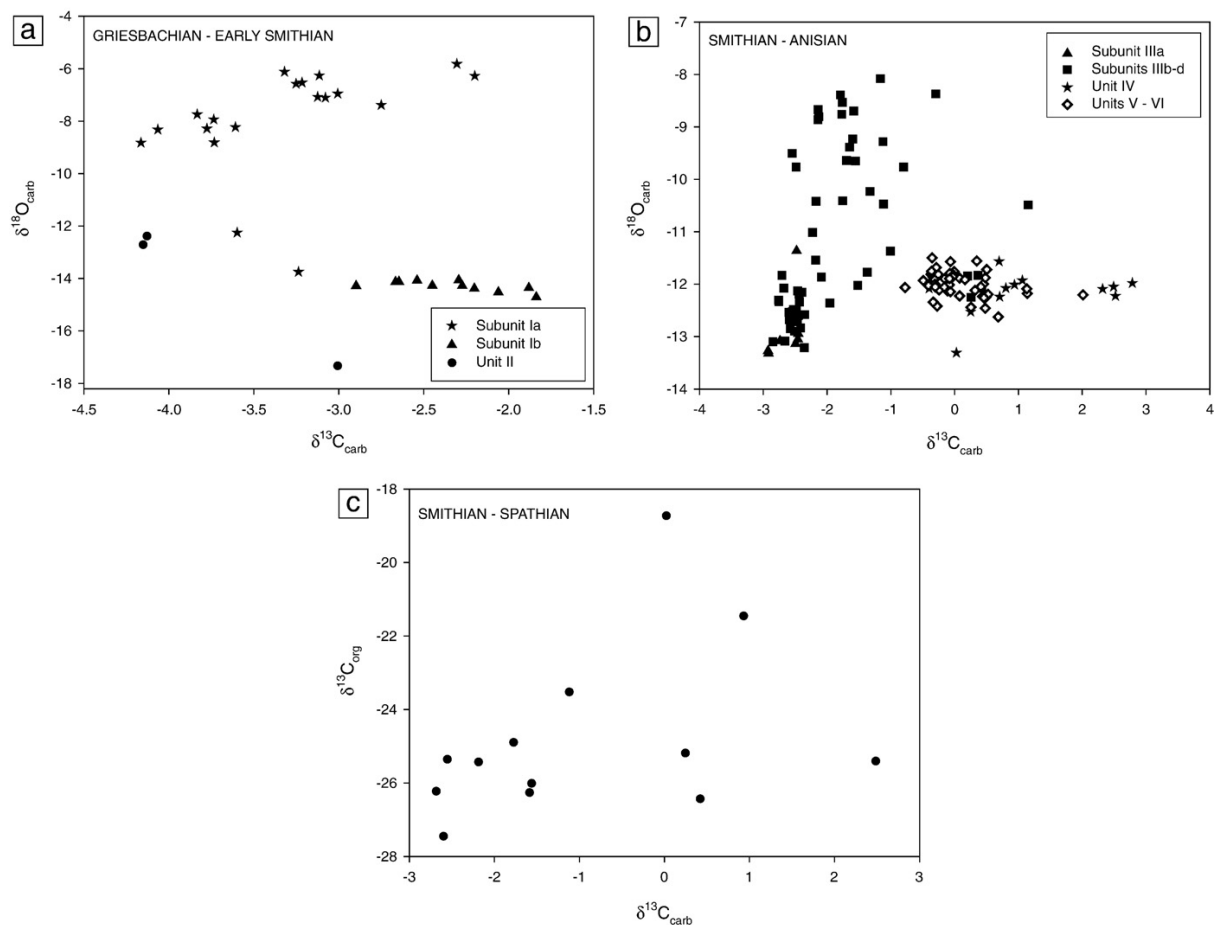 a
GRIESBACHIAN - EARLY SMITHIAN
-4
-6
-8
-10
-12
-14
-16
-18
δ18Ocarb
-4.5
-4.0
-3.5
-3.0
-2.5
-2.0
-1.5
δ13Ccarb
Subunit Ia
Subunit Ib
Unit II
b
SMITHIAN - ANISIAN
-7
-8
-9
-10
-11
-12
-13
-14
δ18Ocarb
-4
-3
-2
-1
0
1
2
3
4
δ13Ccarb
Subunit IIIa
Subunits IIIb-d
Unit IV
Units V - VI
c
SMITHIAN - SPATHIAN
-18
-20
-22
-24
-26
-28
δ13Corg
-3
-2
-1
0
1
2
3
δ13Ccarb